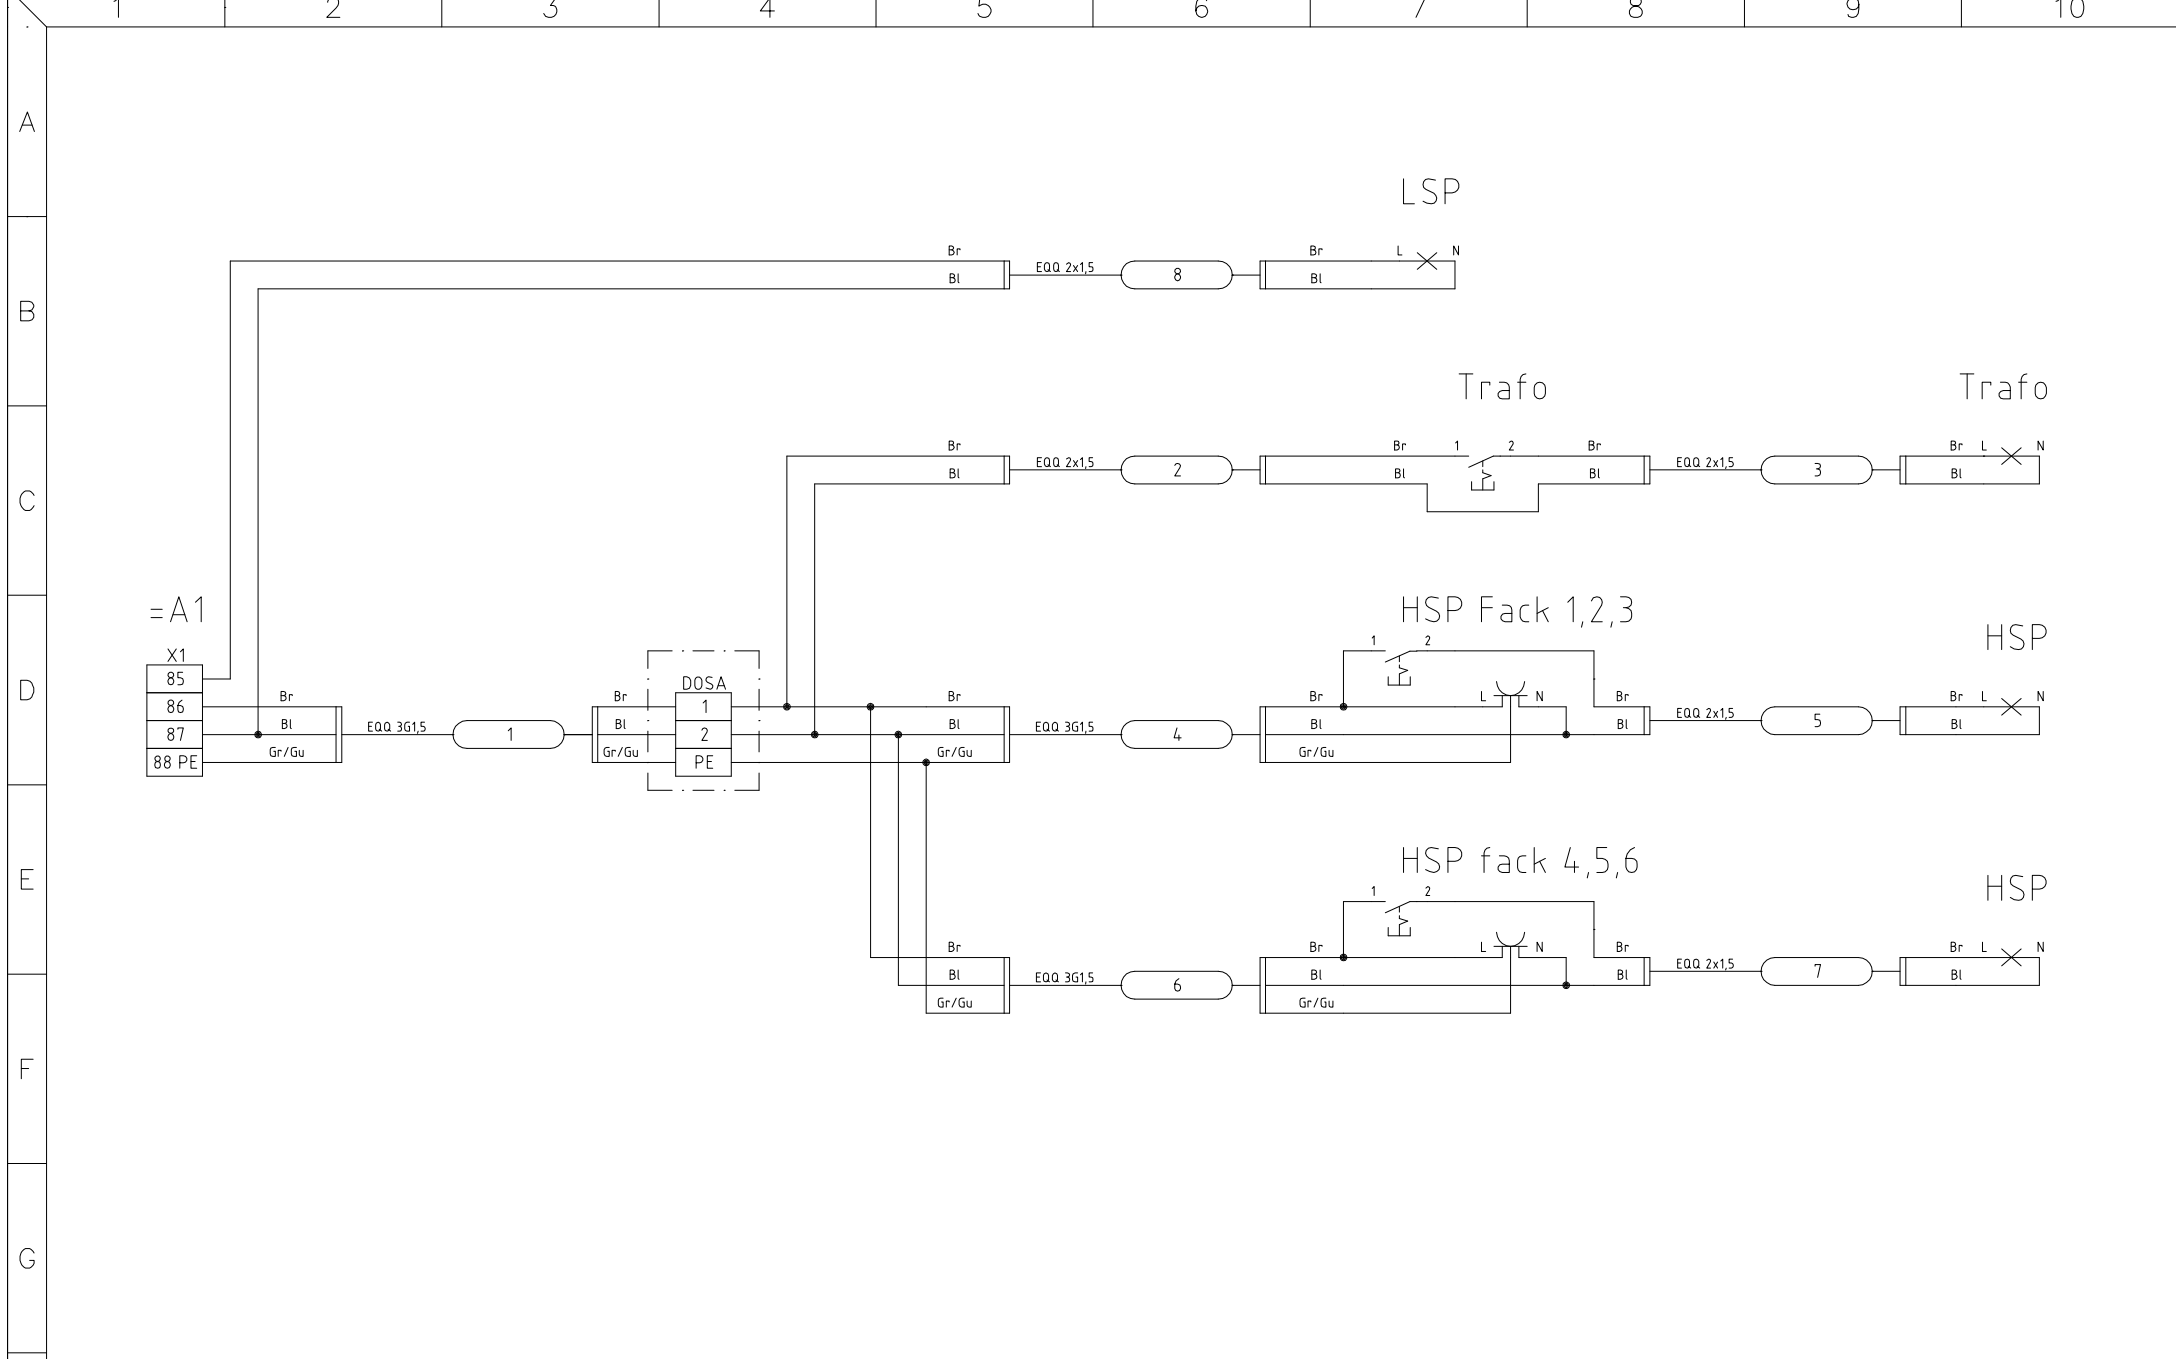 1 2 3 4 5 6 7 8 9 10
A
LSP
Br Br L N
EQQ 2x1,5 8
Bl Bl
B
Trafo Trafo
Br Br 1 2 Br Br L N
EQQ 2x1,5 2 EQQ 2x1,5 3
Bl Bl Bl Bl
C
=A1 HSP Fack 1,2,3
1 2 HSP
X1
85 DOSA
D
86 Br Br 1 Br Br L N Br Br L N
EQQ 2x1,5 5
87 Bl EQQ 3G1,5 1 Bl 2 Bl EQQ 3G1,5 4 Bl Bl Bl
88 PE Gr/Gu Gr/Gu PE Gr/Gu Gr/Gu
HSP fack 4,5,6
E
1 2 HSP
Br Br L N Br Br L N
EQQ 2x1,5 7
Bl Bl Bl Bl
EQQ 3G1,5 6
Gr/Gu Gr/Gu
F
G